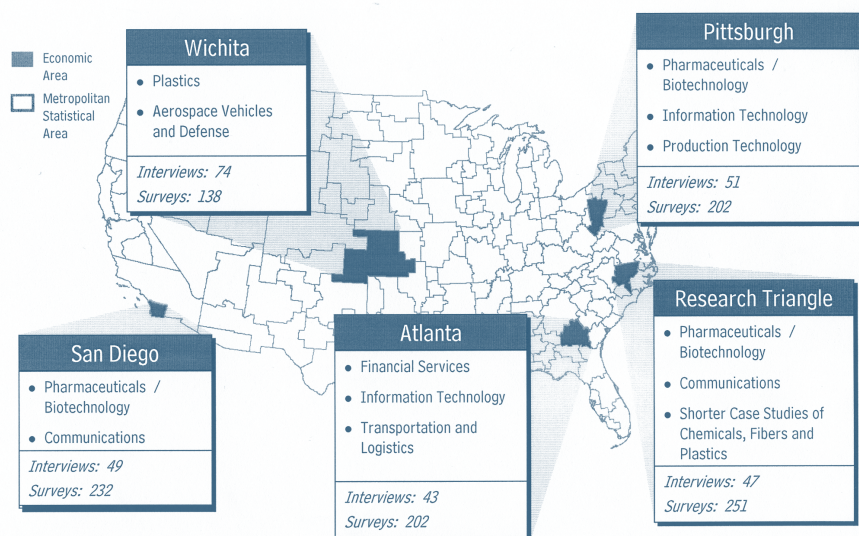 Economic
Area
Metropolitan
Statistical
Area
Wichita
• Plastics
• Aerospace Vehicles
and Defense
Interviews: 74
Surveys: 138
Pittsburgh
• Pharmaceuticals /
Biotechnology
• Information Technology
• Production Technology
Interviews: 51
Surveys: 202
San Diego
• Pharmaceuticals /
Biotechnology
• Communications
Interviews: 49
Surveys: 232
Atlanta
• Financial Services
• Information Technology
• Transportation and
Logistics
Interviews: 43
Surveys: 202
Research Triangle
• Pharmaceuticals /
Biotechnology
• Communications
• Shorter Case Studies of
Chemicals, Fibers and
Plastics
Interviews: 47
Surveys: 251